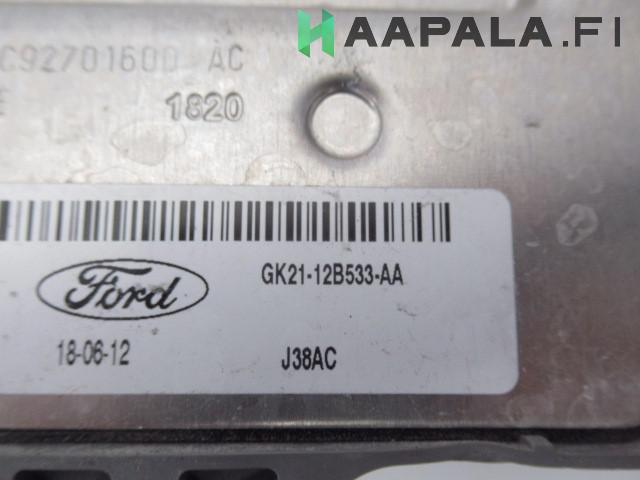 HAAPALA.FI
C92701600 AC
1820
Ford
GK21-12B533-AA
18-06-12
J38AC